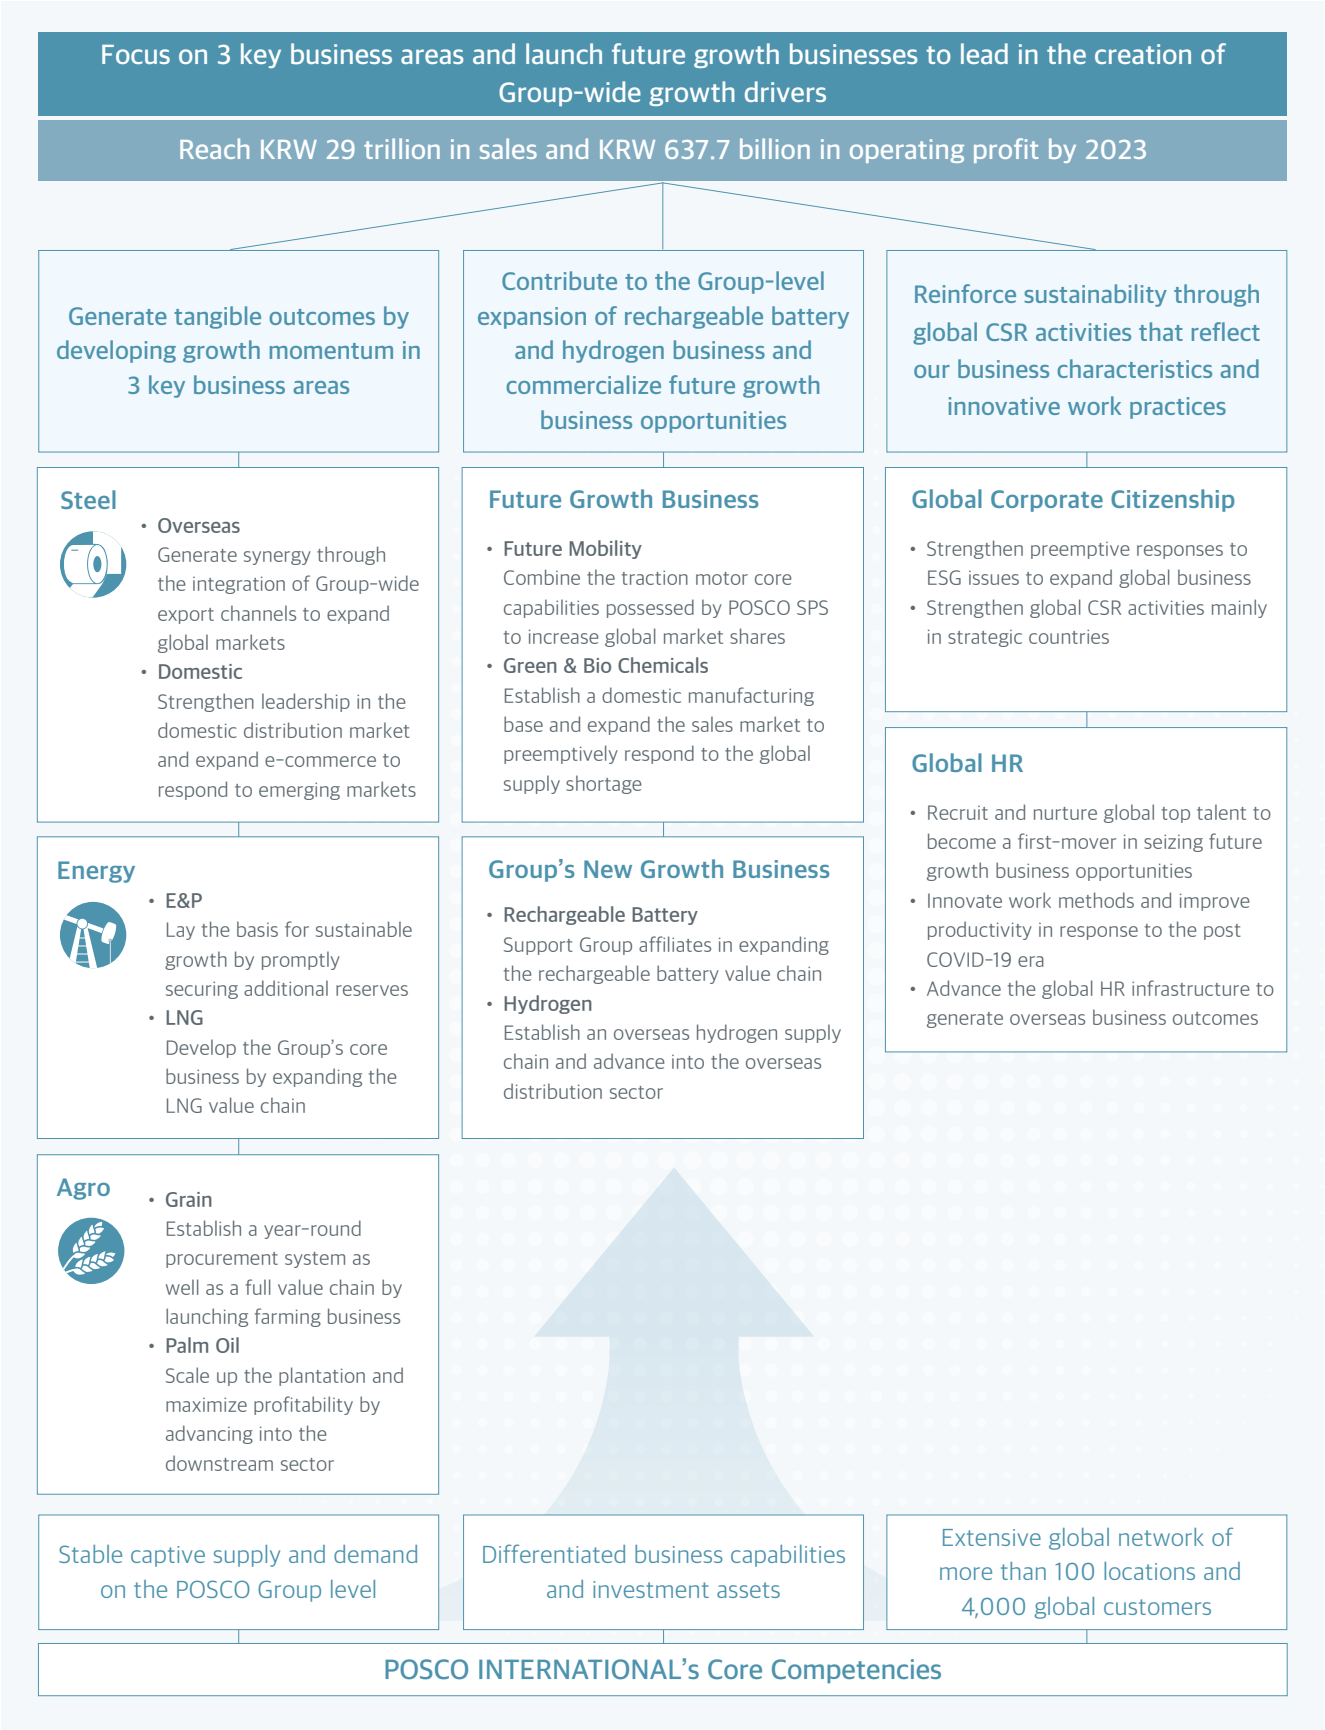 Focus on 3 key business areas and launch future growth businesses to lead in the creation of
Group-wide growth drivers
Reach KRW 29 trillion in sales and KRW 637.7 billion in operating profit by 2023
Generate tangible outcomes by
developing growth momentum in
3 key business areas
Steel
• Overseas
Generate synergy through
the integration of Group-wide
export channels to expand
global markets
• Domestic
Strengthen leadership in the
domestic distribution market
and expand e-commerce to
respond to emerging markets
Energy
• E&P
Lay the basis for sustainable
growth by promptly
securing additional reserves
• LNG
Develop the Group's core
business by expanding the
LNG value chain
Agro
• Grain
Establish a year-round
procurement system as
well as a full value chain by
launching farming business
• Palm Oil
Scale up the plantation and
maximize profitability by
advancing into the
downstream sector
Contribute to the Group-level
expansion of rechargeable battery
and hydrogen business and
commercialize future growth
business opportunities
Future Growth Business
• Future Mobility
Combine the traction motor core
capabilities possessed by POSCO SPS
to increase global market shares
• Green & Bio Chemicals
Establish a domestic manufacturing
base and expand the sales market to
preemptively respond to the global
supply shortage
Group's New Growth Business
• Rechargeable Battery
Support Group affiliates in expanding
the rechargeable battery value chain
• Hydrogen
Establish an overseas hydrogen supply
chain and advance into the overseas
distribution sector
Reinforce sustainability through
global CSR activities that reflect
our business characteristics and
innovative work practices
Global Corporate Citizenship
• Strengthen preemptive responses to
ESG issues to expand global business
• Strengthen global CSR activities mainly
in strategic countries
Global HR
• Recruit and nurture global top talent to
become a first-mover in seizing future
growth business opportunities
• Innovate work methods and improve
productivity in response to the post
COVID-19 era
• Advance the global HR infrastructure to
generate overseas business outcomes
Stable captive supply and demand
on the POSCO Group level
Differentiated business capabilities
and investment assets
Extensive global network of
more than 100 locations and
4,000 global customers
POSCO INTERNATIONAL's Core Competencies